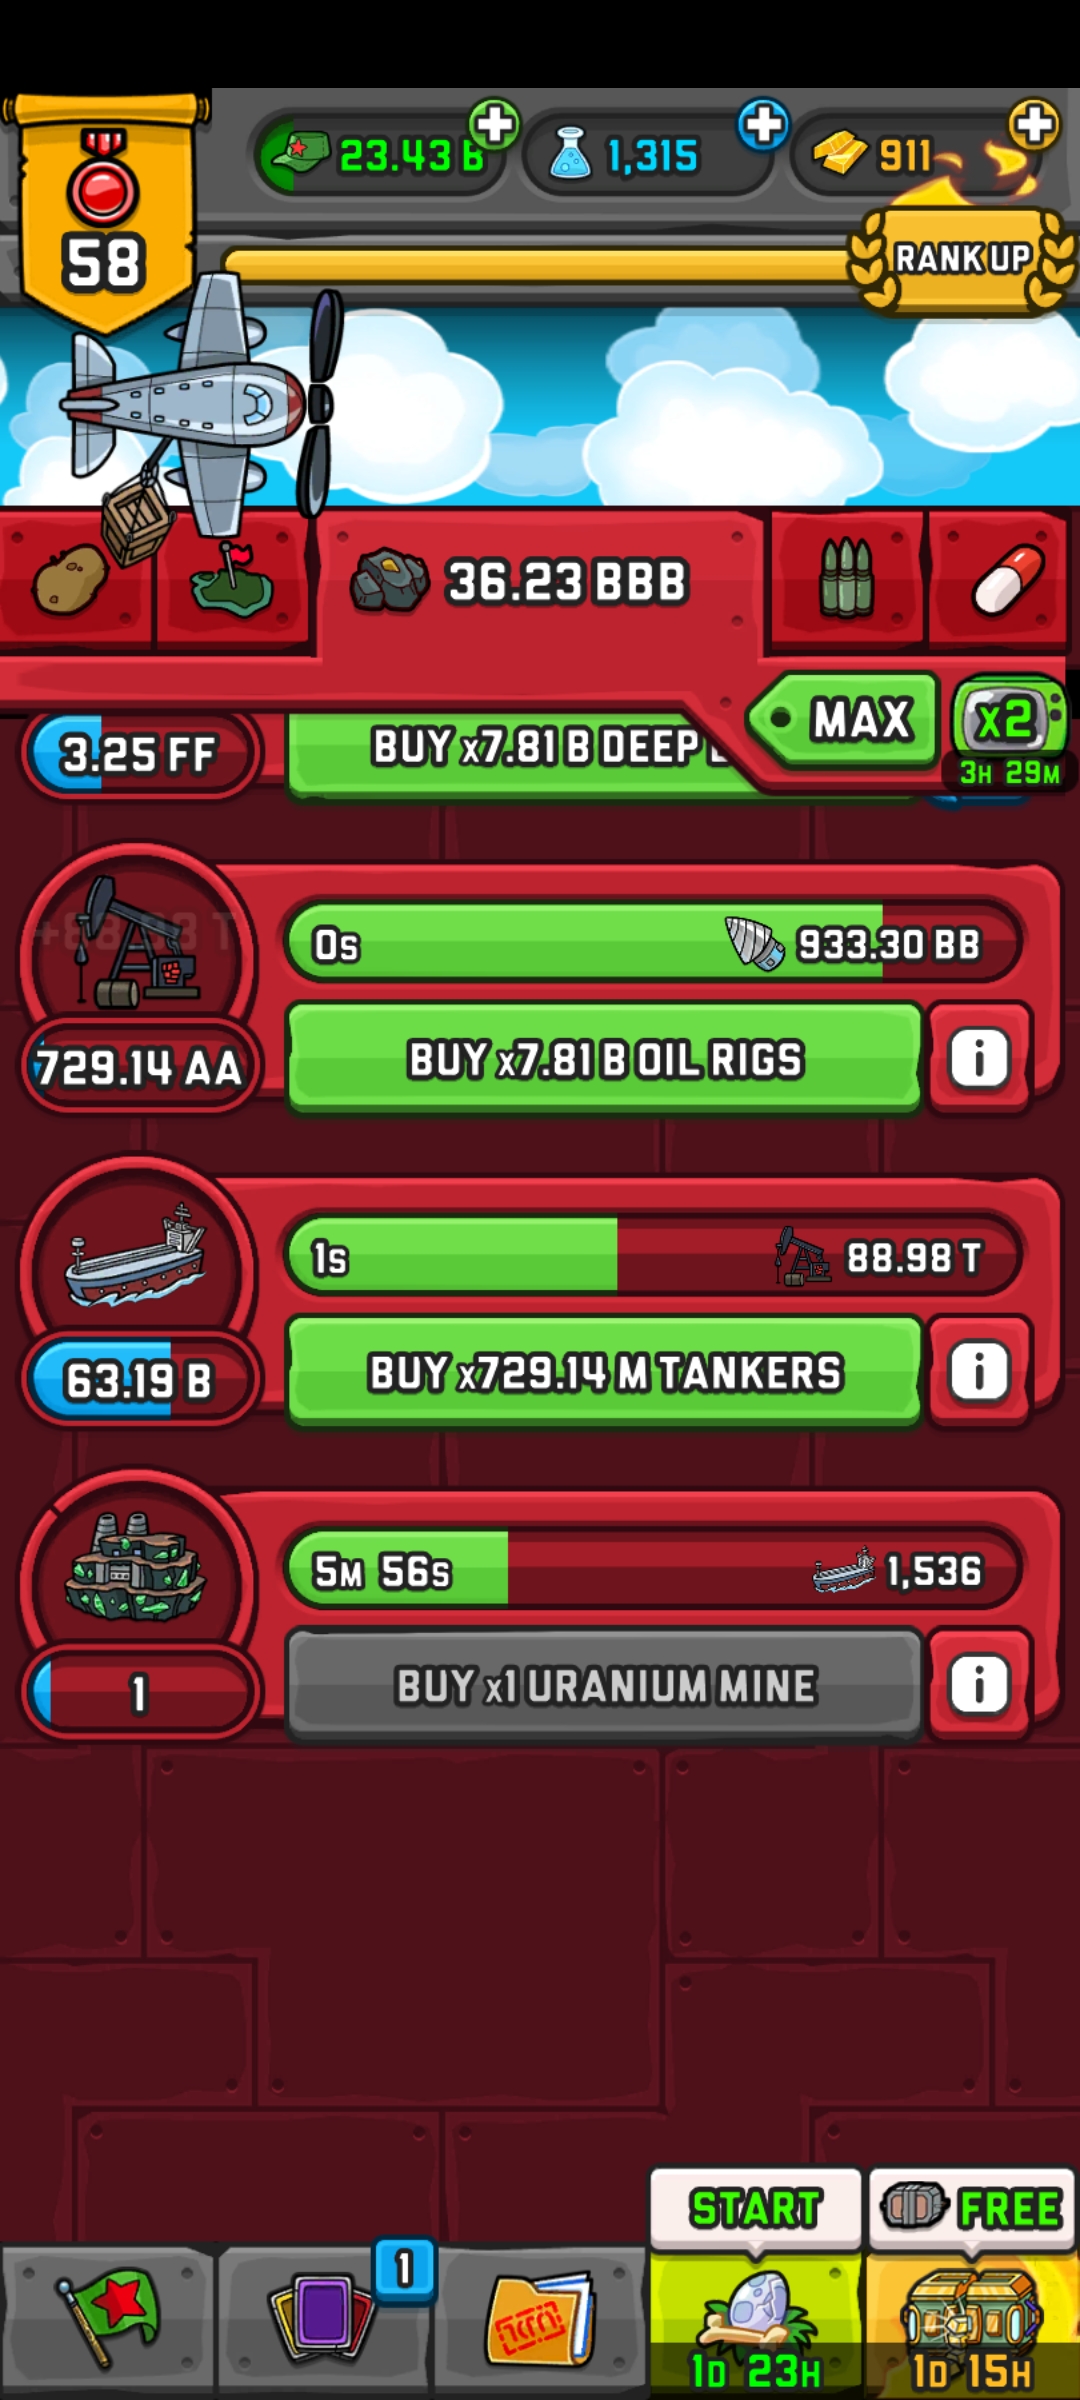 23.43 B
1,315
911
58
RANK UP
36.23 BBB
MAX
x2
3H 29M
3.25 FF
BUY x7.81 B DEEP
0s
933.30 BB
729.14 AA
BUY x7.81 B OIL RIGS
1s
88.98 T
63.19 B
BUY x729.14 M TANKERS
5M 56s
1,536
1
BUY x1 URANIUM MINE
START
FREE
1
1D 23H
1D 15H